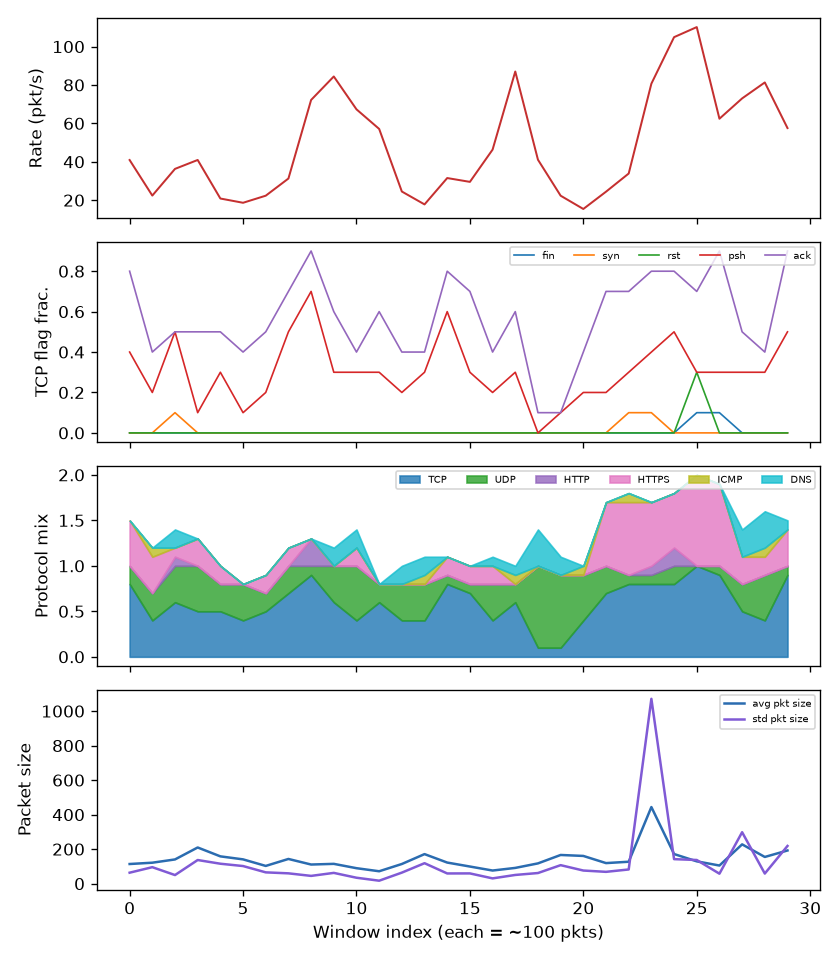 Rate (pkt/s)
100
80
60
40
20
TCP flag frac.
0.8
0.6
0.4
0.2
0.0
fin syn rst psh ack
Protocol mix
2.0
1.5
1.0
0.5
0.0
TCP UDP HTTP HTTPS ICMP DNS
Packet size
1000
800
600
400
200
0
avg pkt size
std pkt size
0 5 10 15 20 25 30
Window index (each = ~100 pkts)